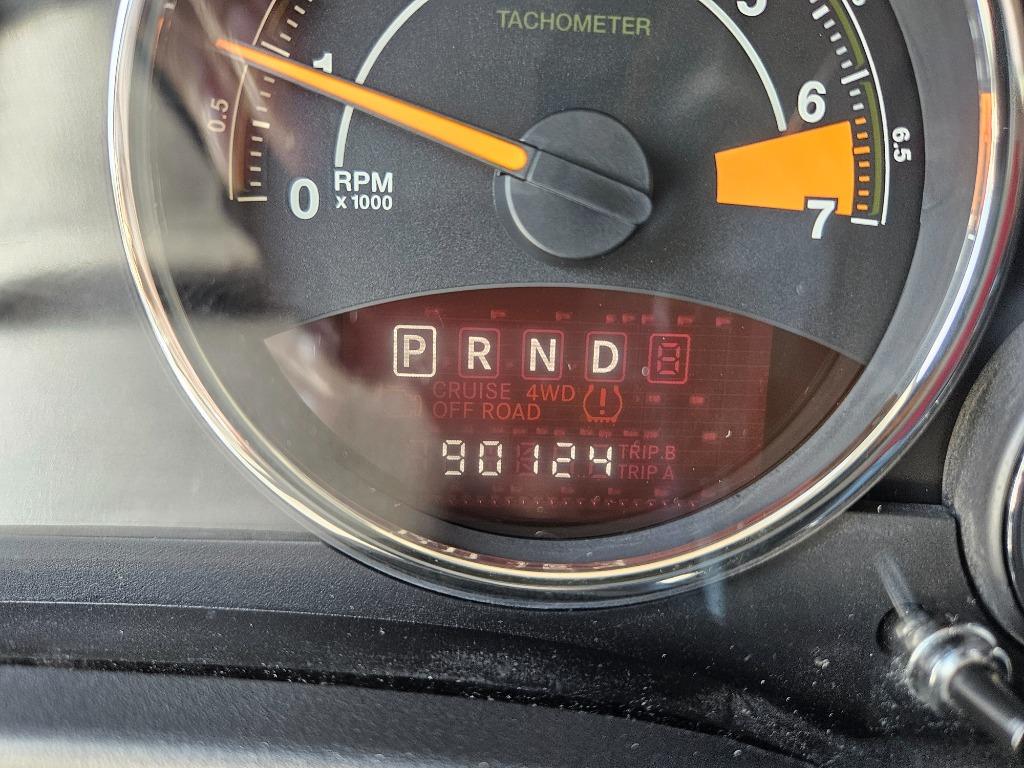 TACHOMETER
5
1
6
0.5
6.5
0
RPM
x 1000
7
P R N D
CRUISE 4WD
OFF ROAD
!
90124
TRIP.B
TRIP A